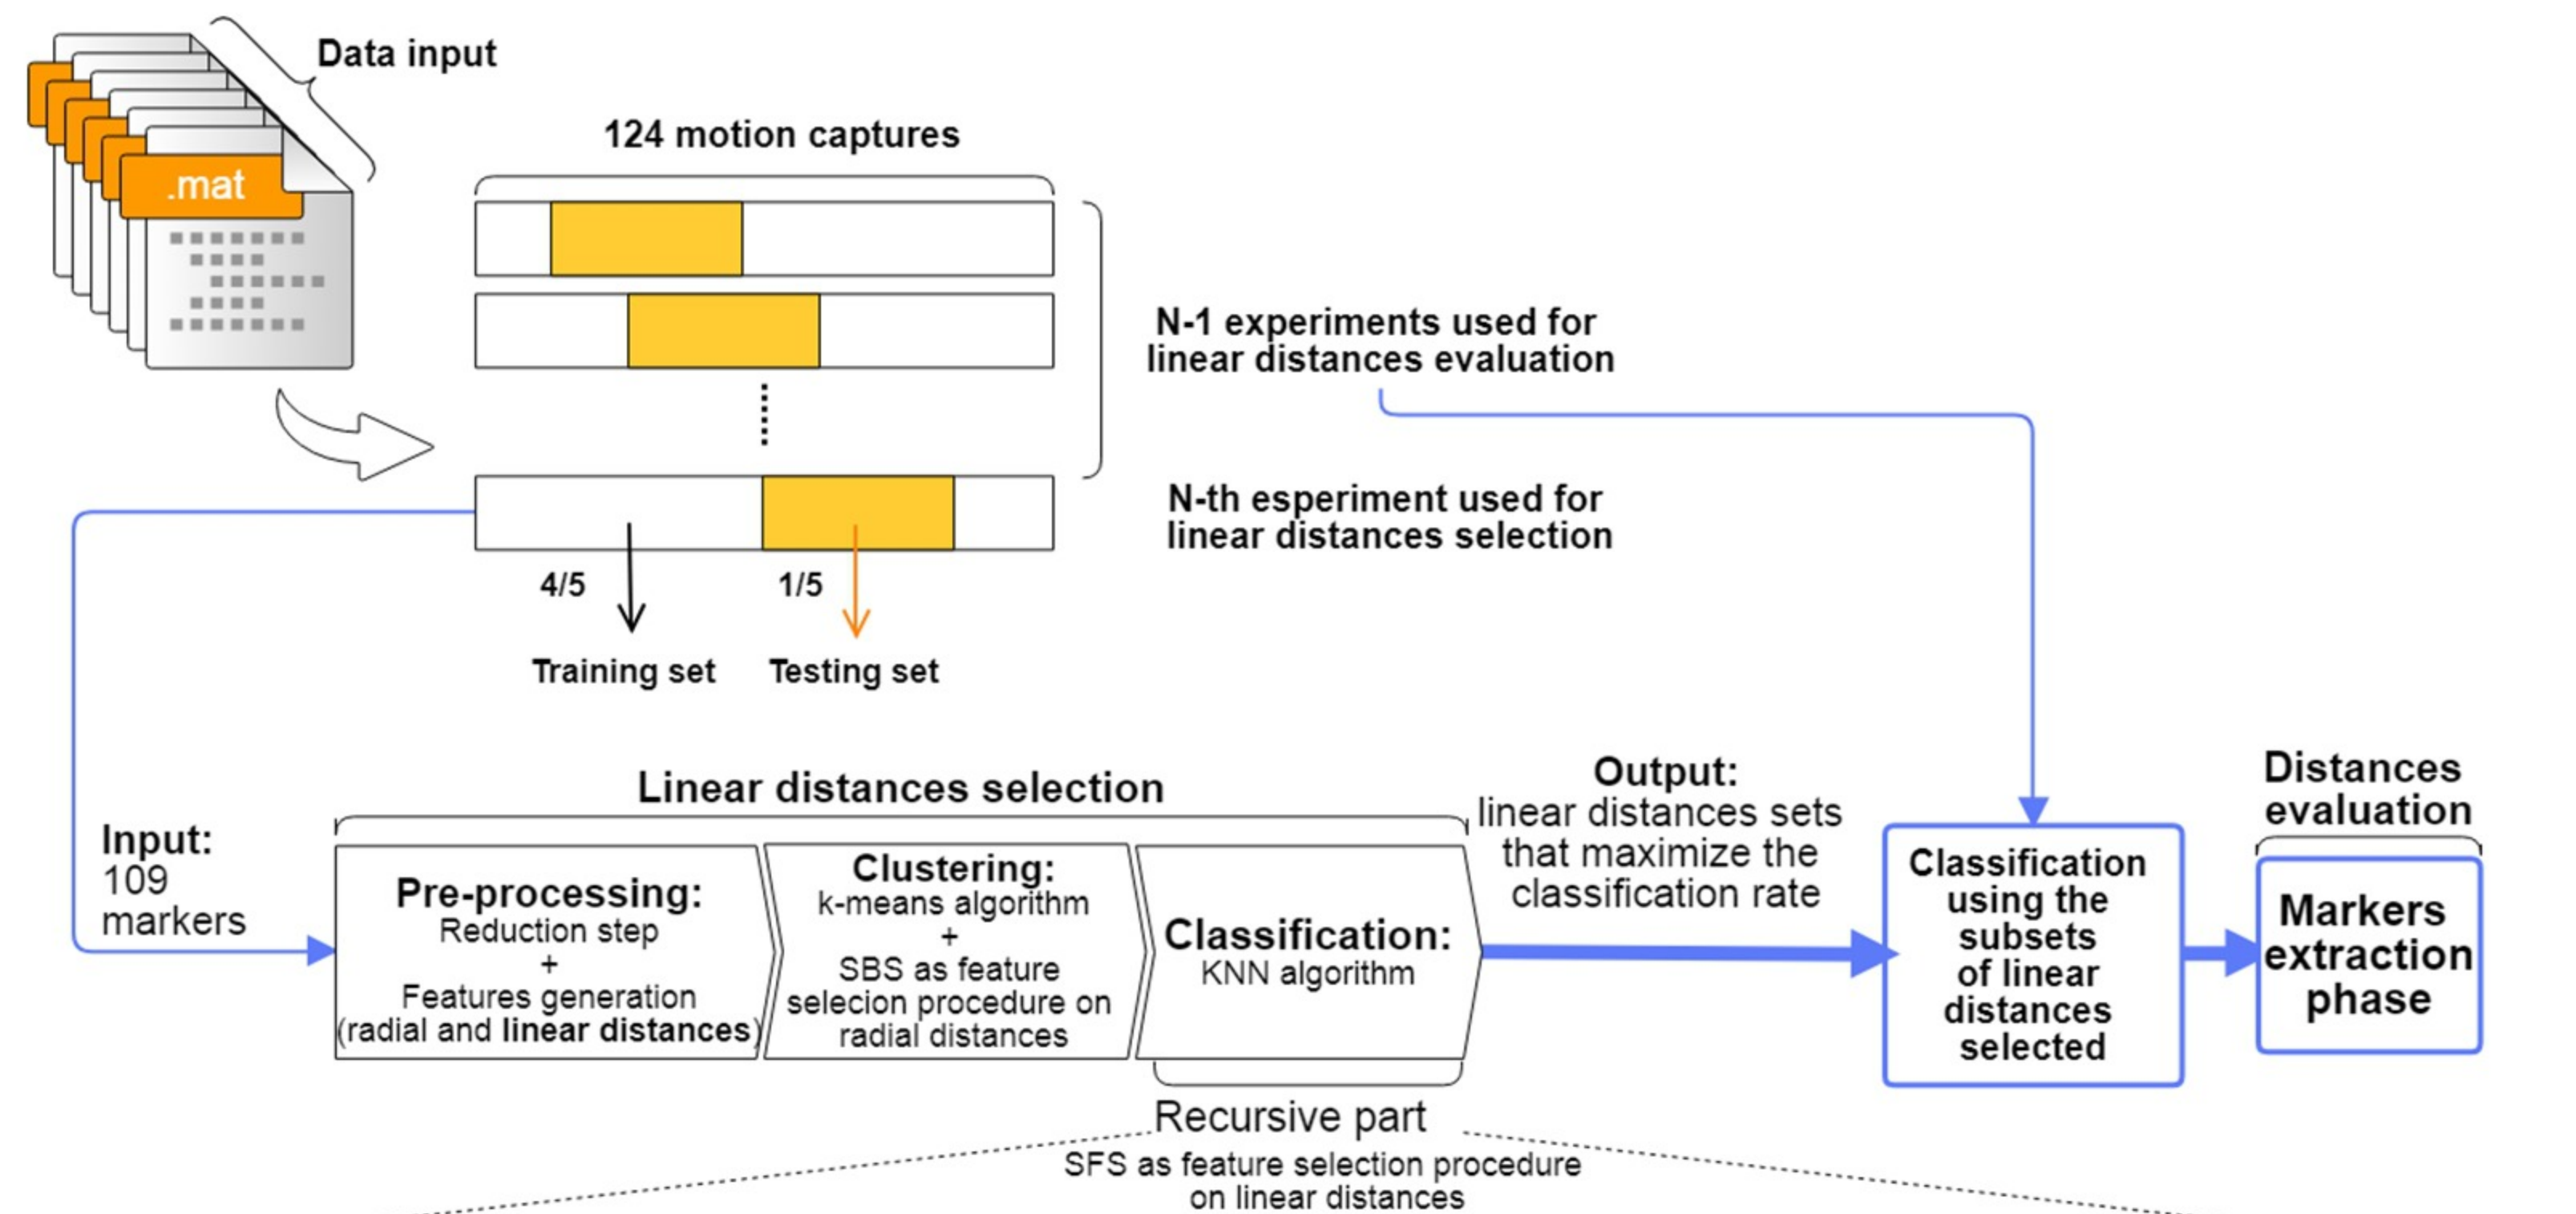 Data input
.mat
124 motion captures
N-1 experiments used for
linear distances evaluation
N-th esperiment used for
linear distances selection
4/5
1/5
Training set
Testing set
Linear distances selection
Input:
109
markers
Pre-processing:
Reduction step
+
Features generation
(radial and linear distances)
Clustering:
k-means algorithm
+
SBS as feature
selecion procedure on
radial distances
Classification:
KNN algorithm
Output:
linear distances sets
that maximize the
classification rate
Classification
using the
subsets
of linear
distances
selected
Distances
evaluation
Markers
extraction
phase
Recursive part
SFS as feature selection procedure
on linear distances